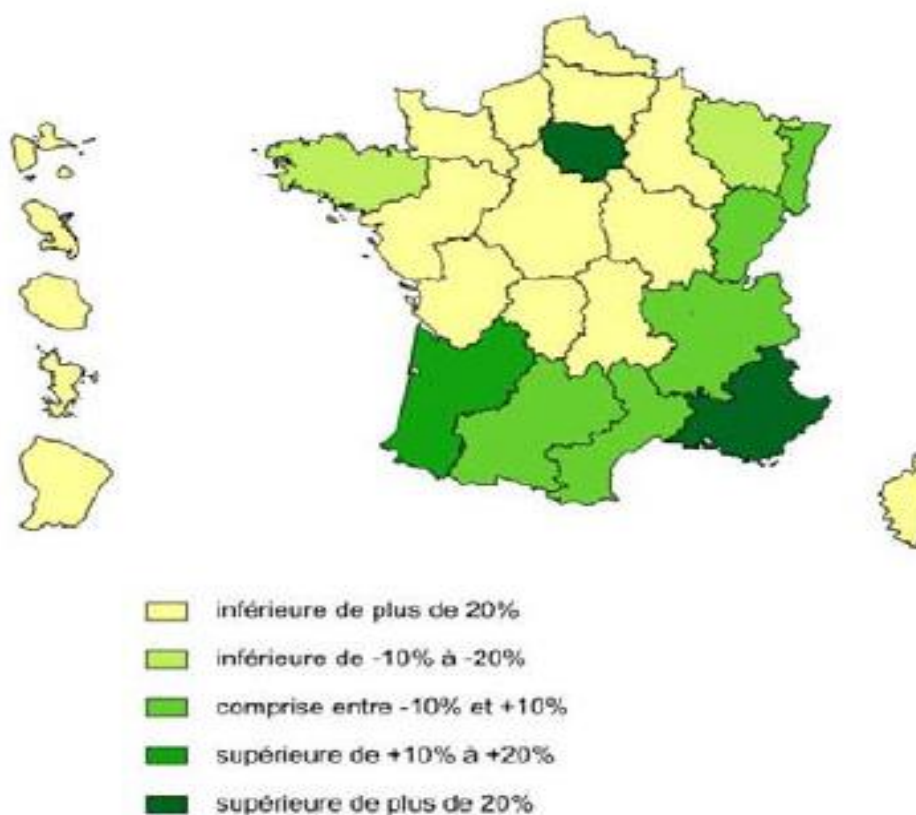 inférieure de plus de 20%
inférieure de -10% à -20%
comprise entre -10% et +10%
supérieure de +10% à +20%
supérieure de plus de 20%